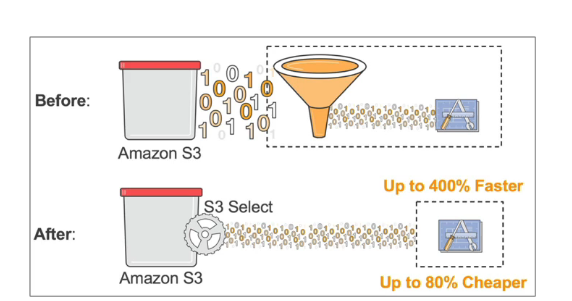 Before:
Amazon S3
Up to 400% Faster
S3 Select
After:
Amazon S3
Up to 80% Cheaper